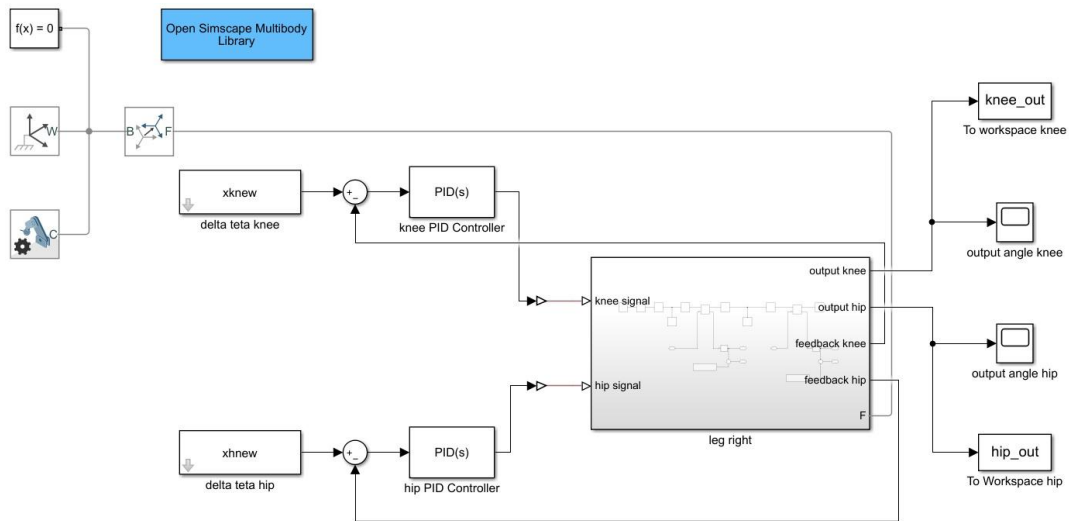 f(x) = 0
Open Simscape Multibody
Library
W
B
F
C
xknew
delta teta knee
+
_
PID(s)
knee PID Controller
knee_out
To workspace knee
output angle knee
output knee
knee signal
output hip
feedback knee
feedback hip
hip signal
F
leg right
output angle hip
xhnew
delta teta hip
+
_
PID(s)
hip PID Controller
hip_out
To Workspace hip